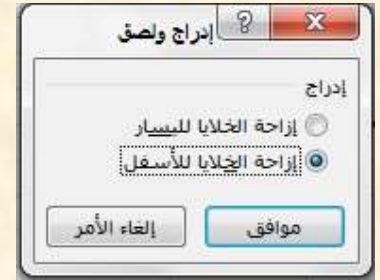 إدراج ولصق
إدراج
إزاحة الخلايا لليسار
إزاحة الخلايا للأسفل
موافق
إلغاء الأمر